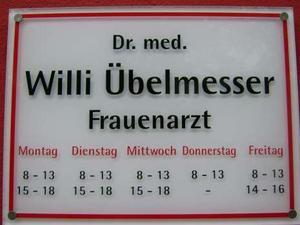 Dr. med.
Willi Übelmesser
Frauenarzt
Montag Dienstag Mittwoch Donnerstag Freitag
8 - 13 8 - 13 8 - 13 8 - 13 8 - 13
15 - 18 15 - 18 15 - 18 - 14 - 16